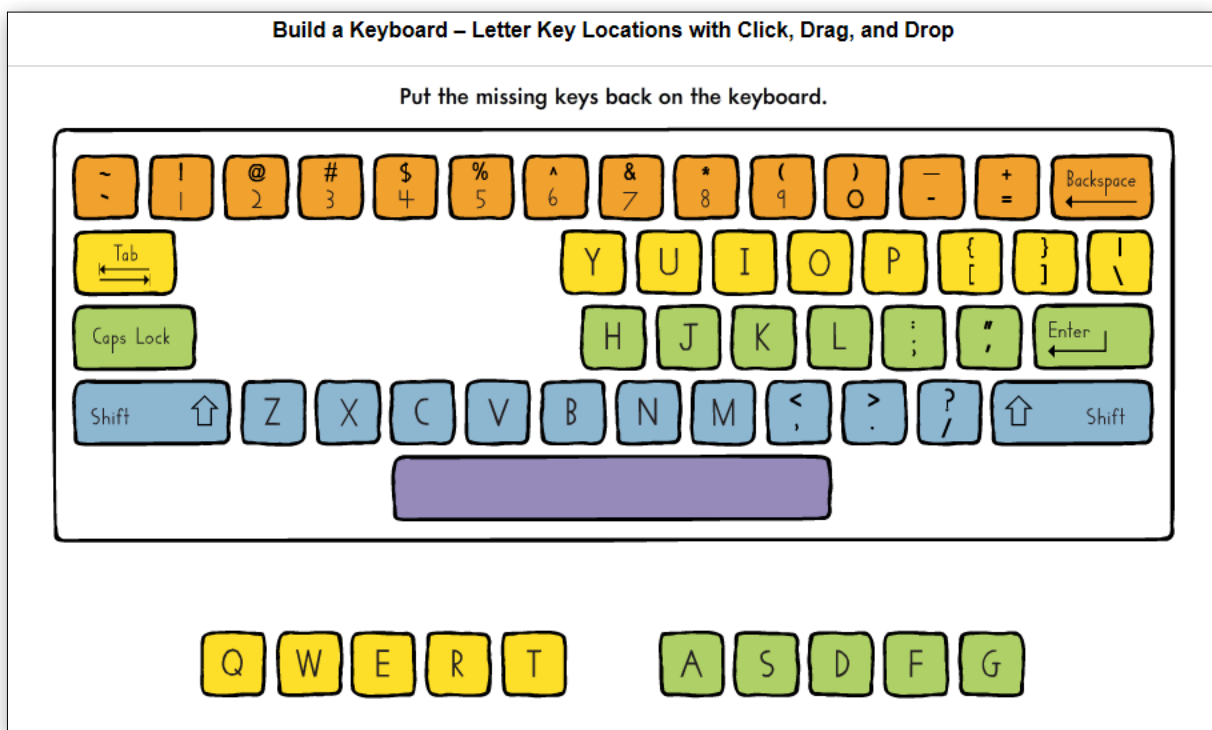 Build a Keyboard – Letter Key Locations with Click, Drag, and Drop
Put the missing keys back on the keyboard.
~ ! @ # $ % ^ & * ( ) — +
` 1 2 3 4 5 6 7 8 9 0 - = Backspace
Tab Y U I O P { [ } ] | \
Caps Lock H J K L : ; " ' Enter
Shift Z X C V B N M < , > . ? / Shift
Q W E R T A S D F G